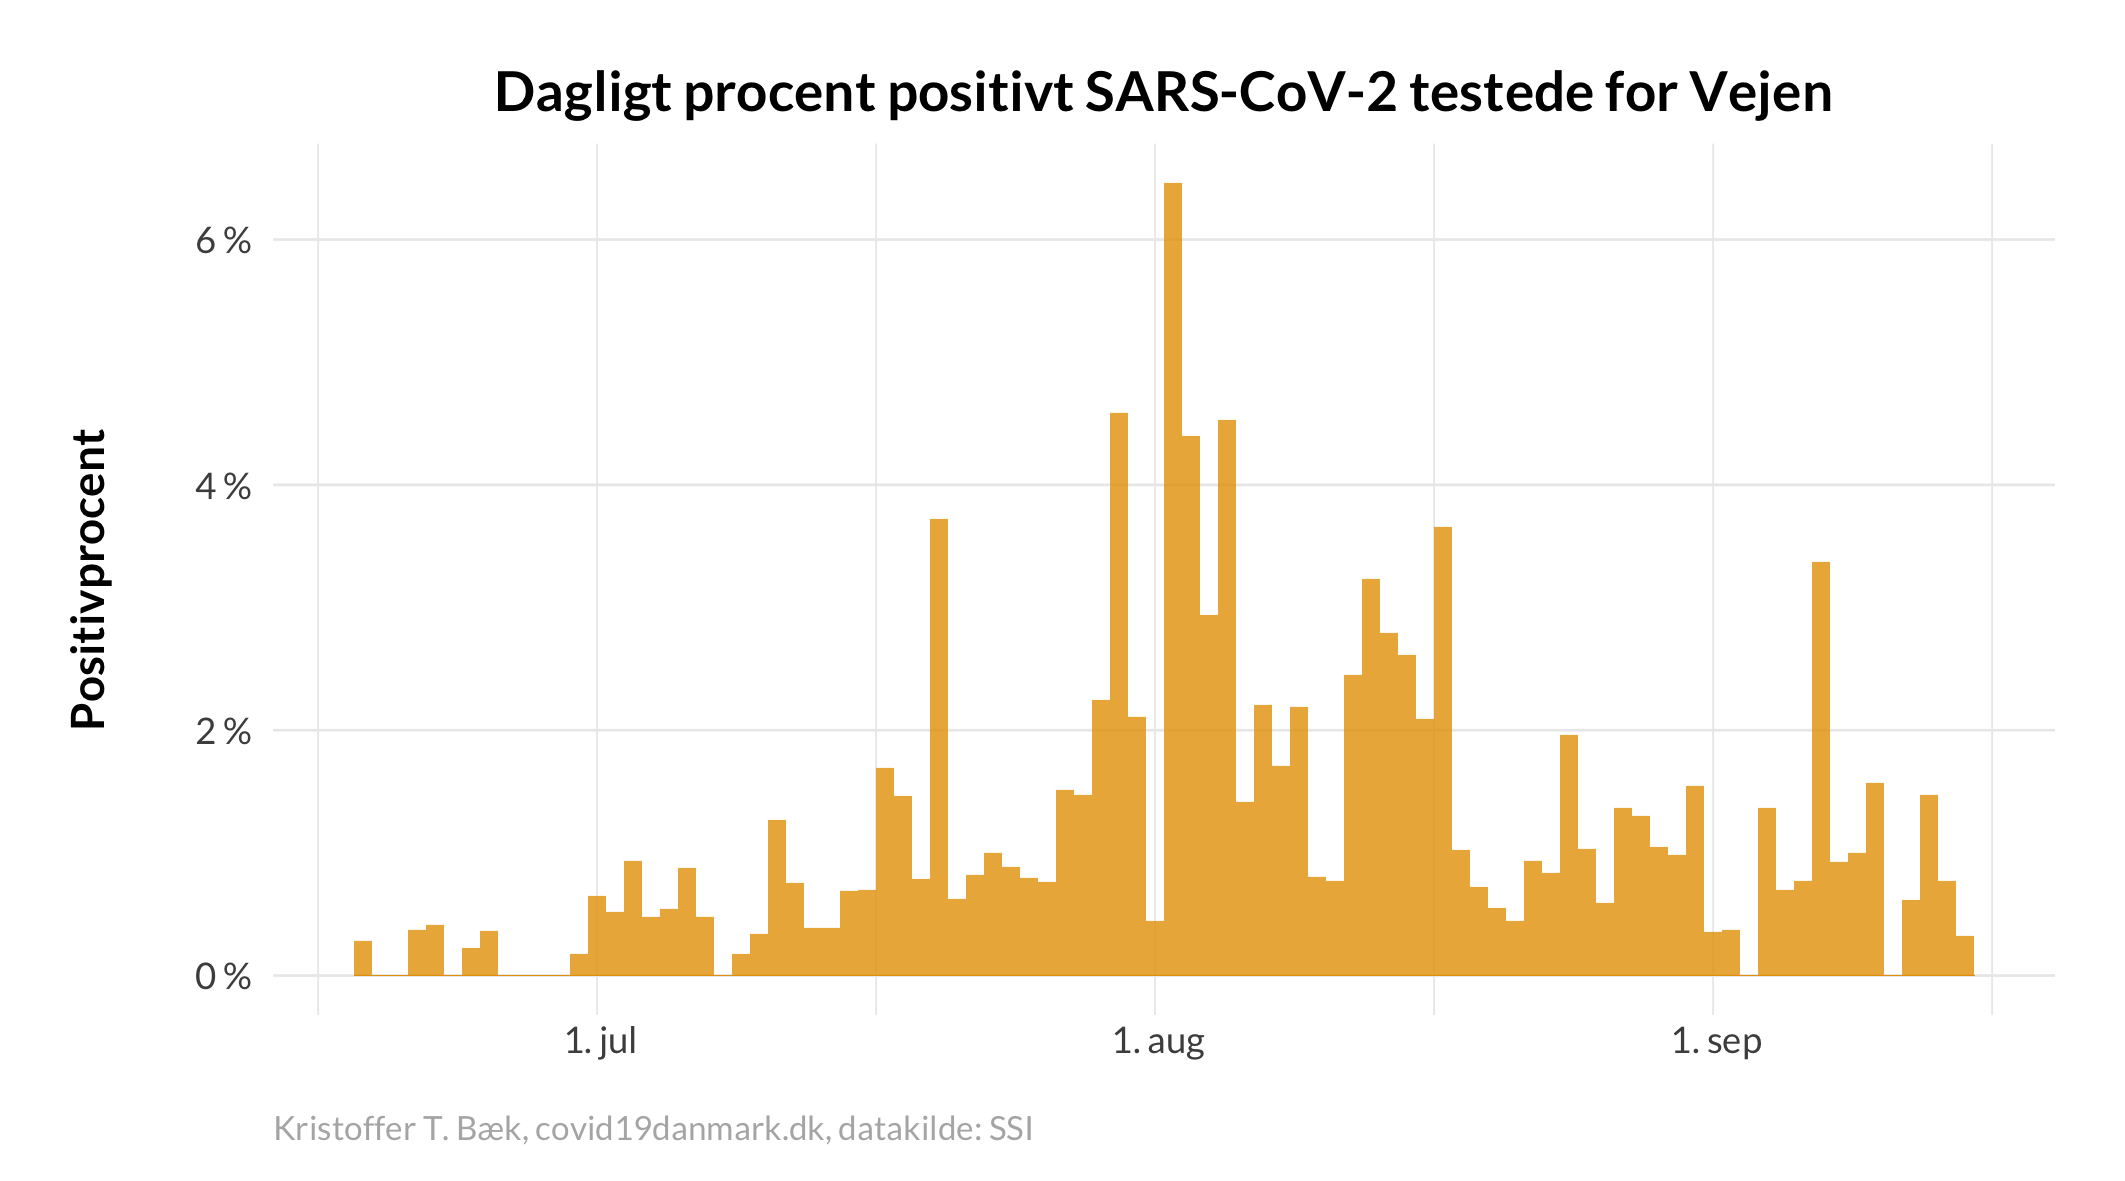 Dagligt procent positivt SARS-CoV-2 testede for Vejen
Positivprocent
6 %
4 %
2 %
0 %
1. jul
1. aug
1. sep
Kristoffer T. Bæk, covid19danmark.dk, datakilde: SSI